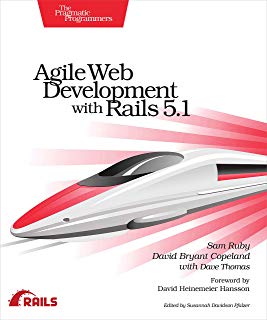 The
Pragmatic
Programmers
Agile Web
Development
with Rails 5.1
Sam Ruby
David Bryant Copeland
with Dave Thomas
Foreword by
David Heinemeier Hansson
RAILS
Edited by Susannah Davidson Pfalzer